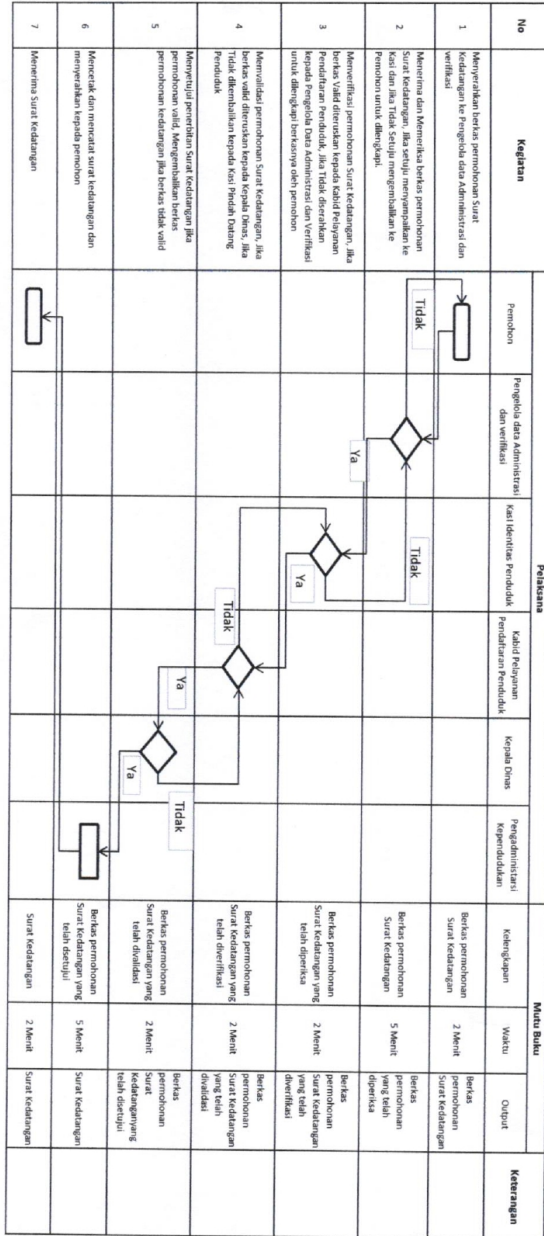 No
Kegiatan
Pelaksana
Mutu Buku
Keterangan
Pemohon
Pengelola data Administrasi
dan verifikasi
Kasi Identitas Penduduk
Kabid Pelayanan
Pendaftaran Penduduk
Kepala Dinas
Pengadministarsi
Kependudukan
Kelengkapan
Waktu
Output
1
Menyerahkan berkas permohonan Surat
Kedatangan ke Pengelola data Admninistrasi dan
verifikasi
Berkas permohonan
Surat Kedatangan
2 Menit
Berkas
permohonan
Surat Kedatangan
2
Menerima dan Memeriksa berkas permohonan
Surat Kedatangan, Jika setuju menyampaikan ke
Kasi dan Jika Tidak Setuju mengembalikan ke
Pemohon untuk dilengkapi.
Tidak
Ya
Berkas permohonan
Surat Kedatangan
5 Menit
Berkas
permohonan
yang telah
diperiksa
3
Menverifikasi permohonan Surat Kedatangan, Jika
berkas Valid diteruskan kepada Kabid Pelayanan
Pendaftaran Penduduk, Jika Tidak diserahkan
kepada Pengelola Data Administrasi dan Verifikasi
untuk dilengkapi berkasnya oleh pemohon
Tidak
Ya
Berkas permohonan
Surat Kedatangan yang
telah diperiksa
2 Menit
Berkas
permohonan
Surat Kedatangan
yang telah
diverifikasi
4
Memvalidasi permohonan Surat Kedatangan, Jika
berkas valid diteruskan kepada Kepala Dinas, Jika
Tidak dikembalikan kepada Kasi Pindah Datang
Penduduk
Tidak
Ya
Berkas permohonan
Surat Kedatangan yang
telah diverifikasi
2 Menit
Berkas
permohonan
Surat Kedatangan
yang telah
divalidasi
5
Menyetujui penerbitan Surat Kedatangan jika
permohonan valid, Mengembalikan berkas
permohonan kedatangan jika berkas tidak valid
Tidak
Ya
Berkas permohonan
Surat Kedatangan yang
telah divalidasi
2 Menit
Berkas
permohonan
Surat
Kedatanganyang
telah disetujui
6
Mencetak dan mencatat surat kedatangan dan
menyerahkan kepada pemohon
Berkas permohonan
Surat Kedatangan yang
telah dsetujui
5 Menit
Surat Kedatangan
7
Menerima Surat Kedatangan
Surat Kedatangan
2 Menit
Surat Kedatangan